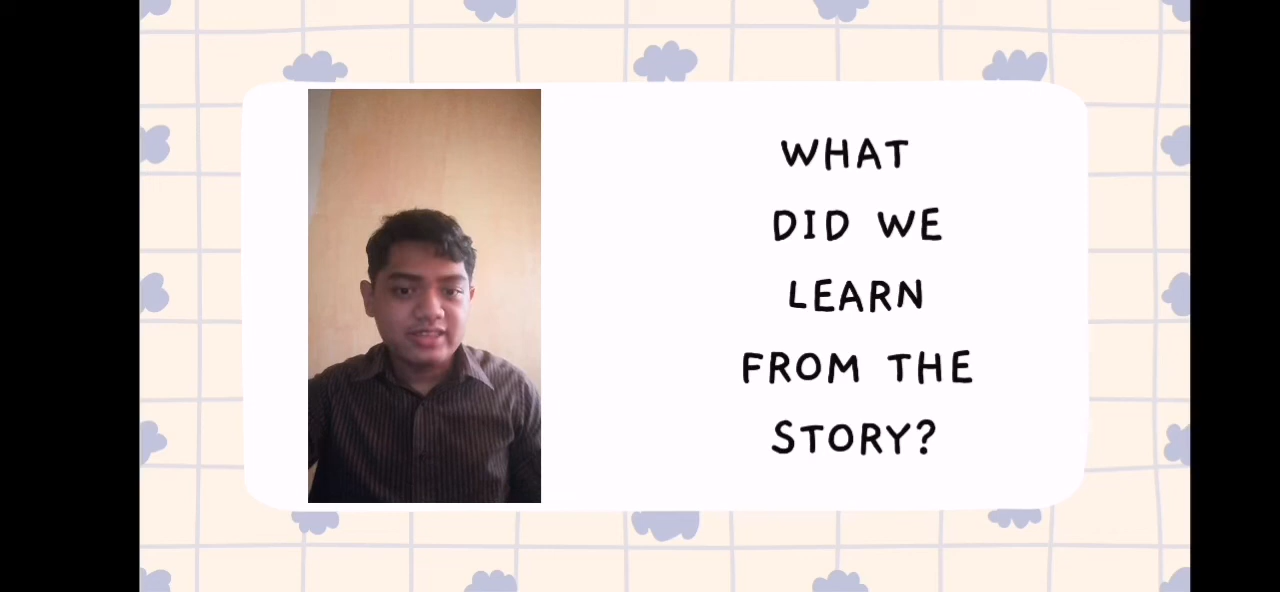 WHAT
DID WE
LEARN
FROM THE
STORY?